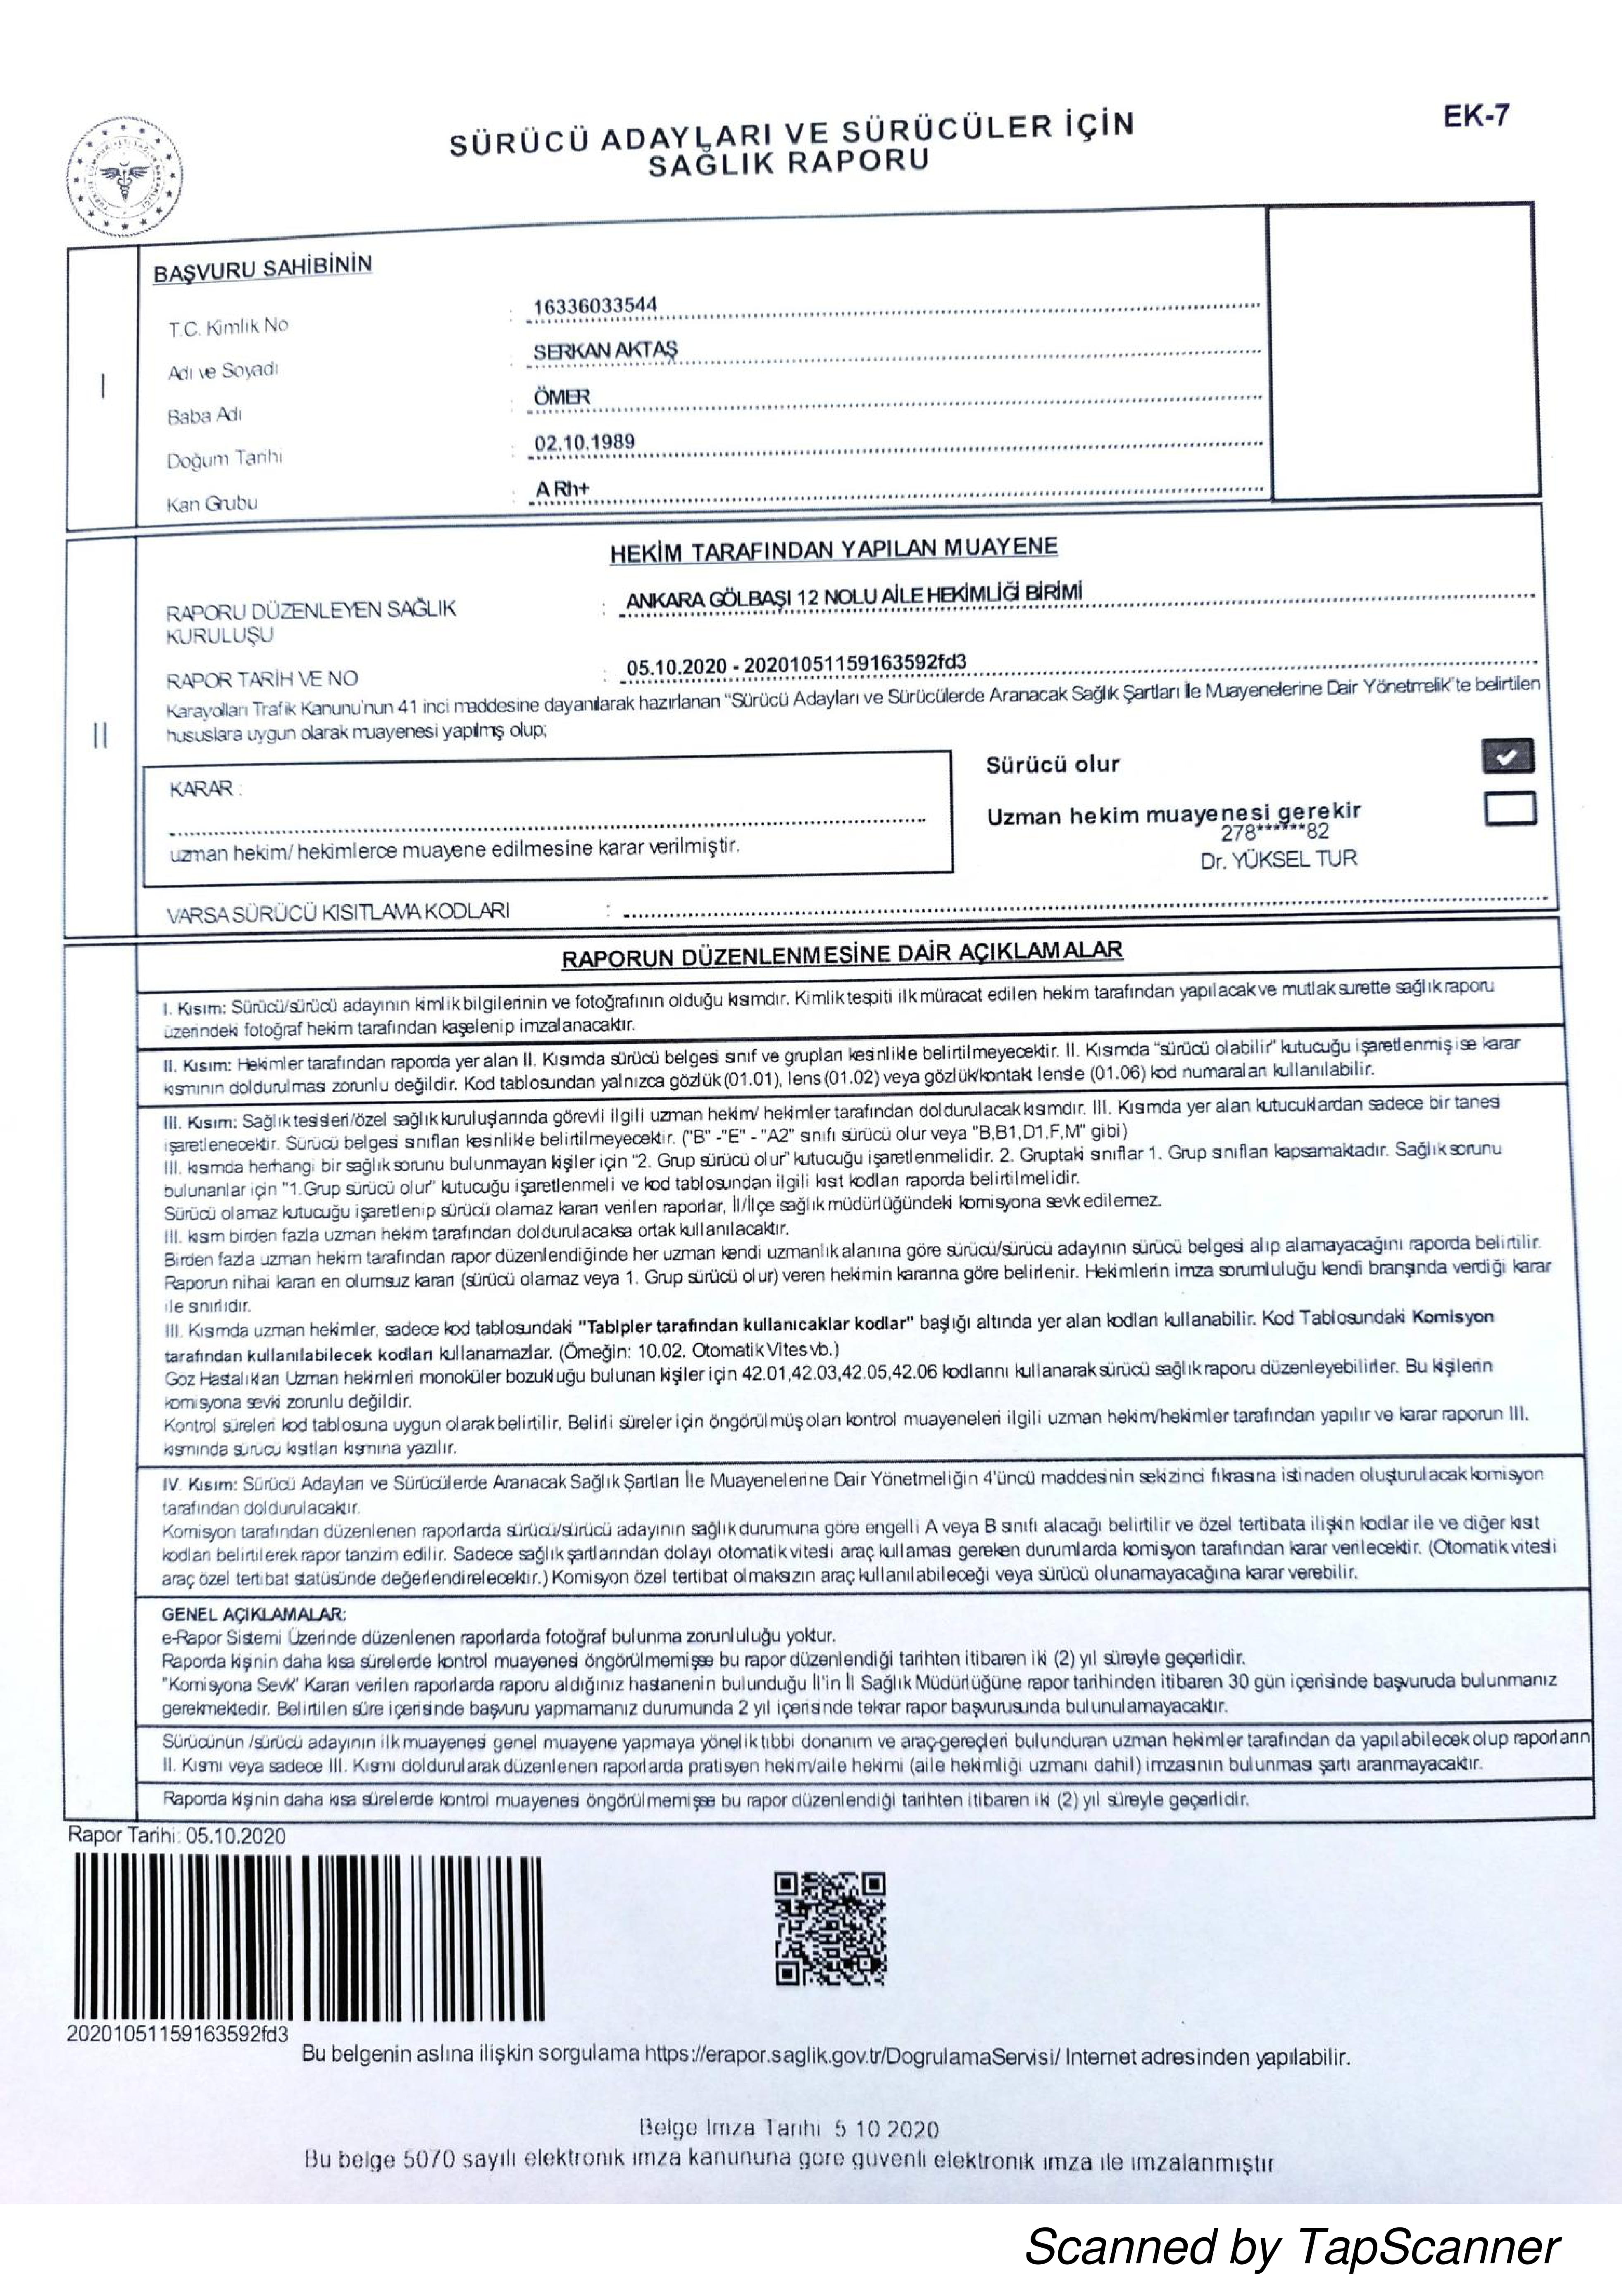 EK-7
SÜRÜCÜ ADAYLARI VE SÜRÜCÜLER İÇİN
SAĞLIK RAPORU
BAŞVURU SAHİBİNİN
I
T.C. Kimlik No : 16336033544
Adı ve Soyadı : SERKAN AKTAŞ
Baba Adı : ÖMER
Doğum Tarihi : 02.10.1989
Kan Grubu : A Rh+
II
HEKİM TARAFINDAN YAPILAN MUAYENE
RAPORU DÜZENLEYEN SAĞLIK : ANKARA GÖLBAŞI 12 NOLU AİLE HEKİMLİĞİ BİRİMİ
KURULUŞU
RAPOR TARİH VE NO : 05.10.2020 - 20201051159163592fd3
Karayolları Trafik Kanunu'nun 41 inci maddesine dayanılarak hazırlanan "Sürücü Adayları ve Sürücülerde Aranacak Sağlık Şartları İle Muayenelerine Dair Yönetmelik'te belirtilen
hususlara uygun olarak muayenesi yapılmış olup;
KARAR :
uzman hekim/ hekimlerce muayene edilmesine karar verilmiştir.
Sürücü olur
Uzman hekim muayenesi gerekir
278******82
Dr. YÜKSEL TUR
VARSA SÜRÜCÜ KISITLAMA KODLARI :
RAPORUN DÜZENLENMESİNE DAİR AÇIKLAMALAR
I. Kısım: Sürücü/sürücü adayının kimlik bilgilerinin ve fotoğrafının olduğu kısımdır. Kimlik tespiti ilk müracat edilen hekim tarafından yapılacak ve mutlak surette sağlık raporu
üzerindeki fotoğraf hekim tarafından kaşelenip imzalanacaktır.
II. Kısım: Hekimler tarafından raporda yer alan II. Kısımda sürücü belgesi sınıf ve grupları kesinlikle belirtilmeyecektir. II. Kısımda "sürücü olabilir" kutucuğu işaretlenmiş ise karar
kısmının doldurulması zorunlu değildir. Kod tablosundan yalnızca gözlük (01.01), lens (01.02) veya gözlük/kontakt lensle (01.06) kod numaraları kullanılabilir.
III. Kısım: Sağlık tesisleri/özel sağlık kuruluşlarında görevli ilgili uzman hekim/ hekimler tarafından doldurulacak kısımdır. III. Kısımda yer alan kutucuklardan sadece bir tanesi
işaretlenecektir. Sürücü belgesi sınıfları kesinlikle belirtilmeyecektir. ("B" -"E" - "A2" sınıfı sürücü olur veya "B,B1,D1,F,M" gibi)
III. kısımda herhangi bir sağlık sorunu bulunmayan kişiler için "2. Grup sürücü olur" kutucuğu işaretlenmelidir. 2. Gruptaki sınıflar 1. Grup sınıfları kapsamaktadır. Sağlık sorunu
bulunanlar için "1.Grup sürücü olur" kutucuğu işaretlenmeli ve kod tablosundan ilgili kısıt kodları raporda belirtilmelidir.
Sürücü olamaz kutucuğu işaretlenip sürücü olamaz kararı verilen raporlar, İl/İlçe sağlık müdürlüğündeki komisyona sevk edilemez.
III. kısım birden fazla uzman hekim tarafından doldurulacaksa ortak kullanılacaktır.
Birden fazla uzman hekim tarafından rapor düzenlendiğinde her uzman kendi uzmanlık alanına göre sürücü/sürücü adayının sürücü belgesi alıp alamayacağını raporda belirtilir.
Raporun nihai kararı en olumsuz kararı (sürücü olamaz veya 1. Grup sürücü olur) veren hekimin kararına göre belirlenir. Hekimlerin imza sorumluluğu kendi branşında verdiği karar
ile sınırlıdır.
III. Kısımda uzman hekimler, sadece kod tablosundaki "Tabipler tarafından kullanıcaklar kodlar" başlığı altında yer alan kodları kullanabilir. Kod Tablosundaki Komisyon
tarafından kullanılabilecek kodları kullanamazlar. (Örneğin: 10.02. Otomatik Vites vb.)
Göz Hastalıkları Uzman hekimleri monoküler bozukluğu bulunan kişiler için 42.01,42.03,42.05,42.06 kodlarını kullanarak sürücü sağlık raporu düzenleyebilirler. Bu kişilerin
komisyona sevki zorunlu değildir.
Kontrol süreleri kod tablosuna uygun olarak belirtilir. Belirli süreler için öngörülmüş olan kontrol muayeneleri ilgili uzman hekim/hekimler tarafından yapılır ve karar raporun III.
kısmında sürücü kısıtları kısmına yazılır.
IV. Kısım: Sürücü Adayları ve Sürücülerde Aranacak Sağlık Şartları İle Muayenelerine Dair Yönetmeliğin 4'üncü maddesinin sekizinci fıkrasına istinaden oluşturulacak komisyon
tarafından doldurulacaktır.
Komisyon tarafından düzenlenen raporlarda sürücü/sürücü adayının sağlık durumuna göre engelli A veya B sınıfı alacağı belirtilir ve özel tertibata ilişkin kodlar ile ve diğer kısıt
kodları belirtilerek rapor tanzim edilir. Sadece sağlık şartlarından dolayı otomatik vitesli araç kullaması gereken durumlarda komisyon tarafından karar verilecektir. (Otomatik vitesli
araç özel tertibat statüsünde değerlendirelecektir.) Komisyon özel tertibat olmaksızın araç kullanılabileceği veya sürücü olunamayacağına karar verebilir.
GENEL AÇIKLAMALAR:
e-Rapor Sistemi Üzerinde düzenlenen raporlarda fotoğraf bulunma zorunluluğu yoktur.
Raporda kişinin daha kısa sürelerde kontrol muayenesi öngörülmemişse bu rapor düzenlendiği tarihten itibaren iki (2) yıl süreyle geçerlidir.
"Komisyona Sevk" Kararı verilen raporlarda raporu aldığınız hastanenin bulunduğu İl'in İl Sağlık Müdürlüğüne rapor tarihinden itibaren 30 gün içerisinde başvuruda bulunmanız
gerekmektedir. Belirtilen süre içerisinde başvuru yapmamanız durumunda 2 yıl içerisinde tekrar rapor başvurusunda bulunulamayacaktır.
Sürücünün /sürücü adayının ilk muayenesi genel muayene yapmaya yönelik tıbbi donanım ve araç-gereçleri bulunduran uzman hekimler tarafından da yapılabilecek olup raporların
II. Kısmı veya sadece III. Kısmı doldurularak düzenlenen raporlarda pratisyen hekim/aile hekimi (aile hekimliği uzmanı dahil) imzasının bulunması şartı aranmayacaktır.
Raporda kişinin daha kısa sürelerde kontrol muayenesi öngörülmemişse bu rapor düzenlendiği tarihten itibaren iki (2) yıl süreyle geçerlidir.
Rapor Tarihi: 05.10.2020
20201051159163592fd3
Bu belgenin aslına ilişkin sorgulama https://erapor.saglik.gov.tr/DogrulamaServisi/ Internet adresinden yapılabilir.
Belge İmza Tarihi 5 10 2020
Bu belge 5070 sayılı elektronik imza kanununa göre güvenli elektronik imza ile imzalanmıştır
Scanned by TapScanner